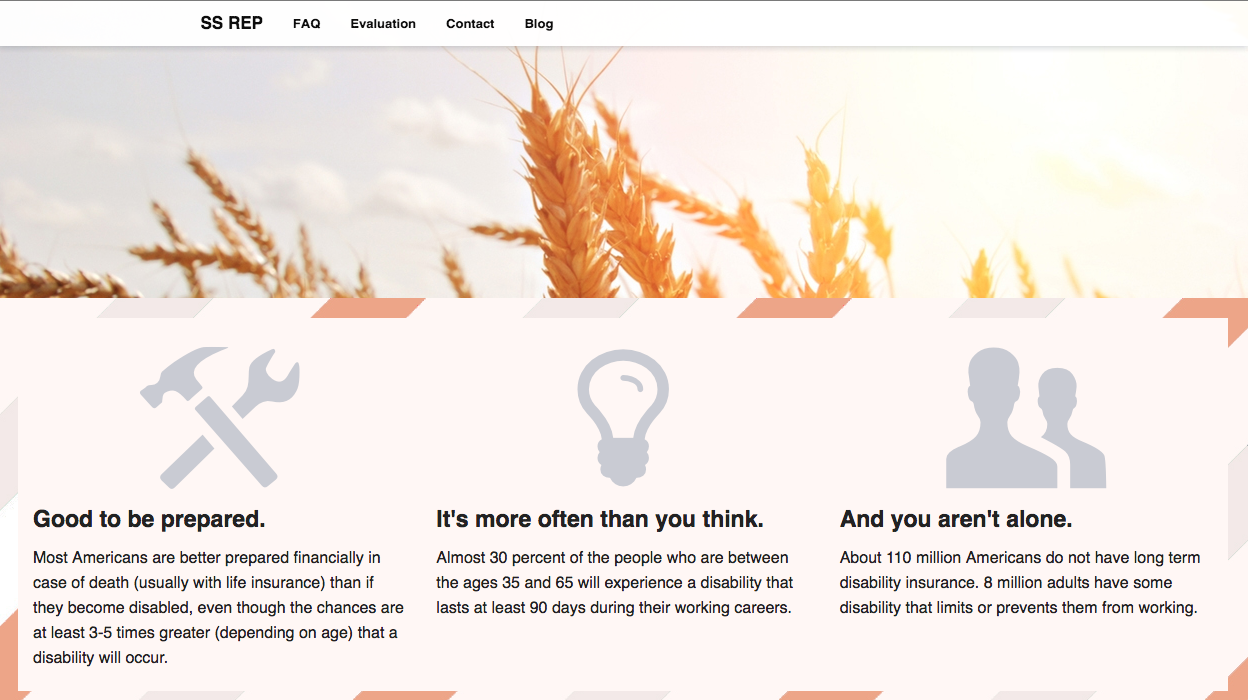 SS REP FAQ Evaluation Contact Blog
Good to be prepared.
Most Americans are better prepared financially in
case of death (usually with life insurance) than if
they become disabled, even though the chances are
at least 3-5 times greater (depending on age) that a
disability will occur.
It's more often than you think.
Almost 30 percent of the people who are between
the ages 35 and 65 will experience a disability that
lasts at least 90 days during their working careers.
And you aren't alone.
About 110 million Americans do not have long term
disability insurance. 8 million adults have some
disability that limits or prevents them from working.